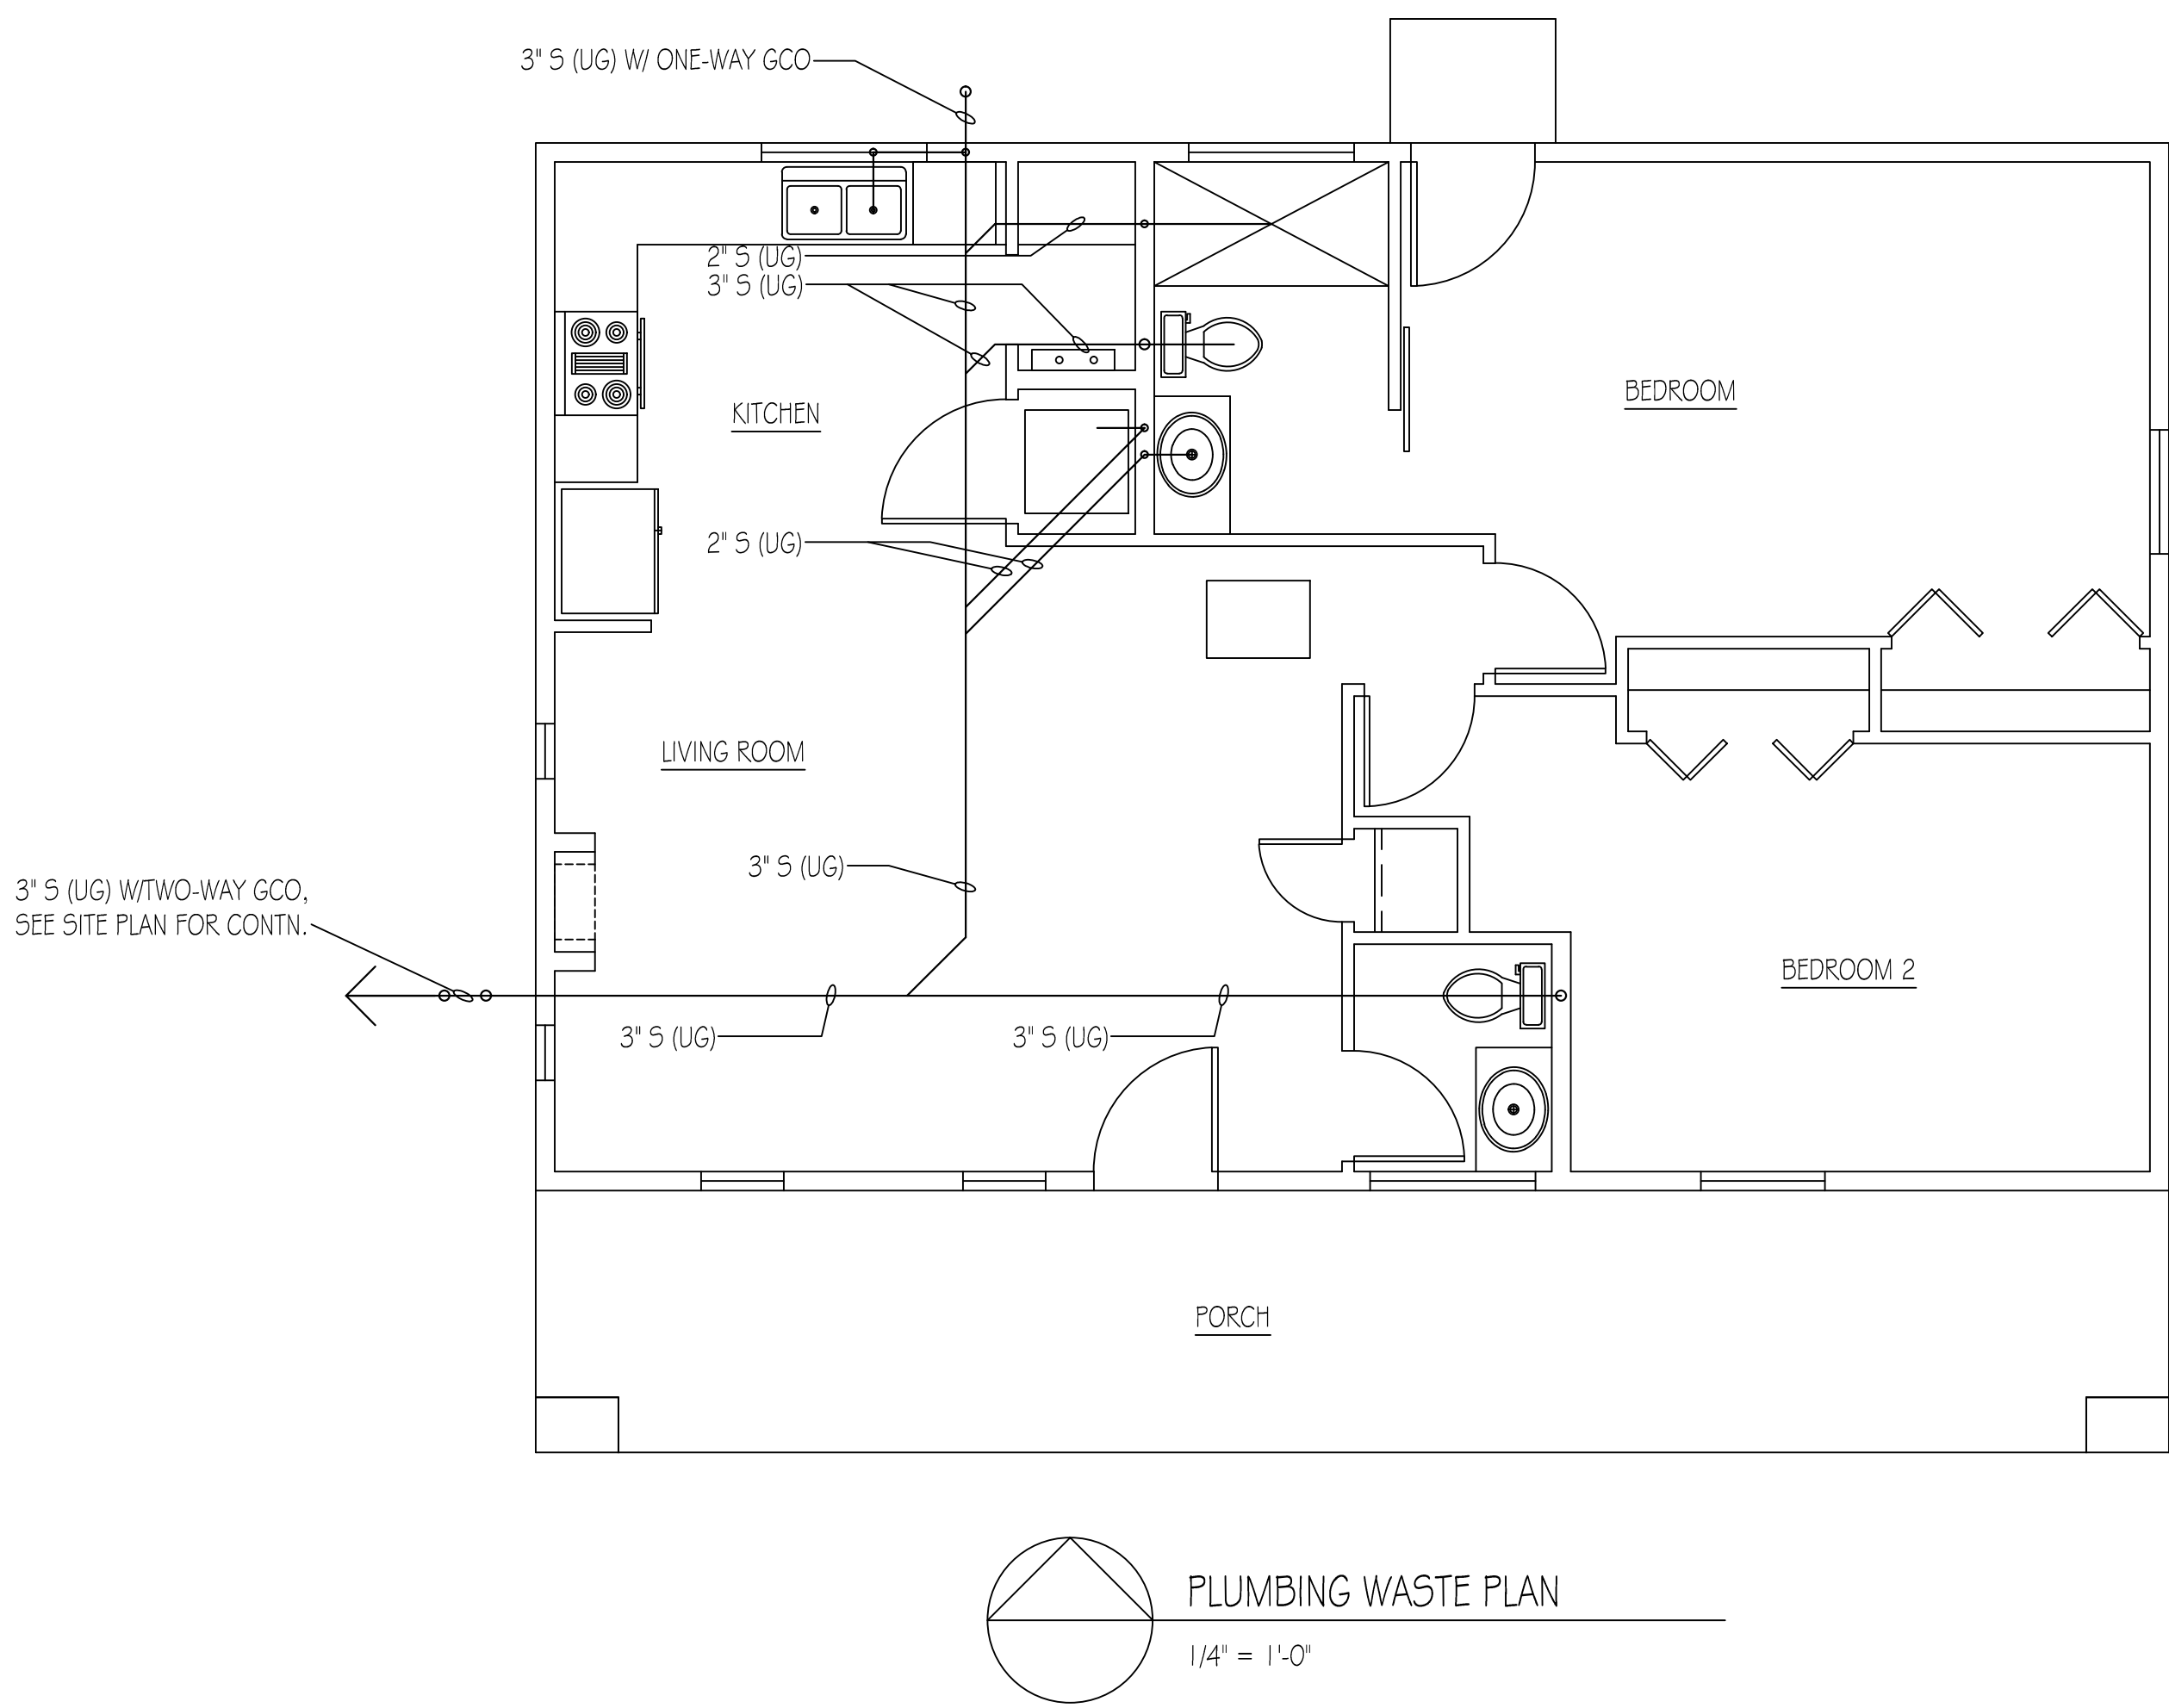 3" S (UG) W/ ONE-WAY GCO
2" S (UG)
3" S (UG)
KITCHEN
BEDROOM
2" S (UG)
LIVING ROOM
3" S (UG)
3" S (UG) W/TWO-WAY GCO,
SEE SITE PLAN FOR CONTN.
BEDROOM 2
3" S (UG)
3" S (UG)
PORCH
PLUMBING WASTE PLAN
1/4" = 1'-0"